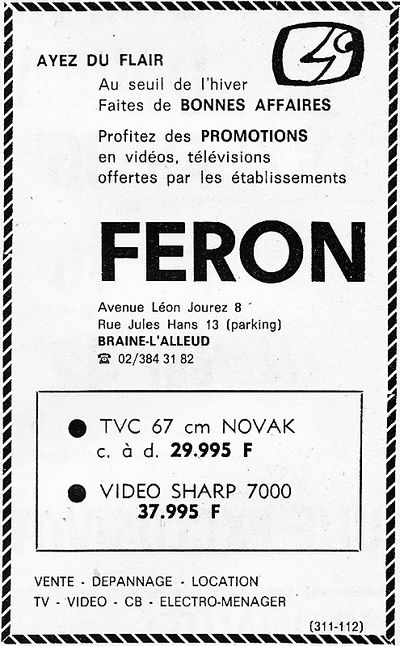 AYEZ DU FLAIR
Au seuil de l'hiver
Faites de BONNES AFFAIRES
Profitez des PROMOTIONS
en vidéos, télévisions
offertes par les établissements
FERON
Avenue Léon Jourez 8
Rue Jules Hans 13 (parking)
BRAINE-L'ALLEUD
☎ 02/384 31 82
● TVC 67 cm NOVAK
c. à d. 29.995 F
● VIDEO SHARP 7000
37.995 F
VENTE - DEPANNAGE - LOCATION
TV - VIDEO - CB - ELECTRO-MENAGER
(311-112)